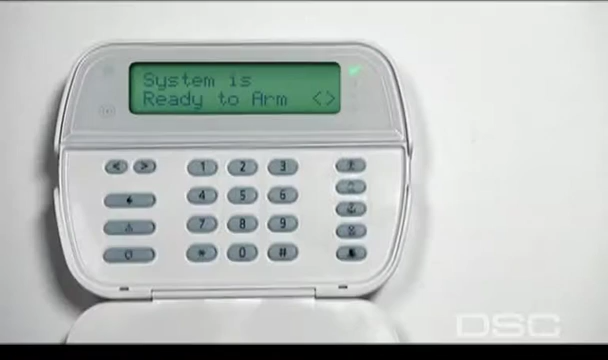 System is
Ready to Arm <>
< > 1 2 3
4 5 6
7 8 9
* 0 #
DSC